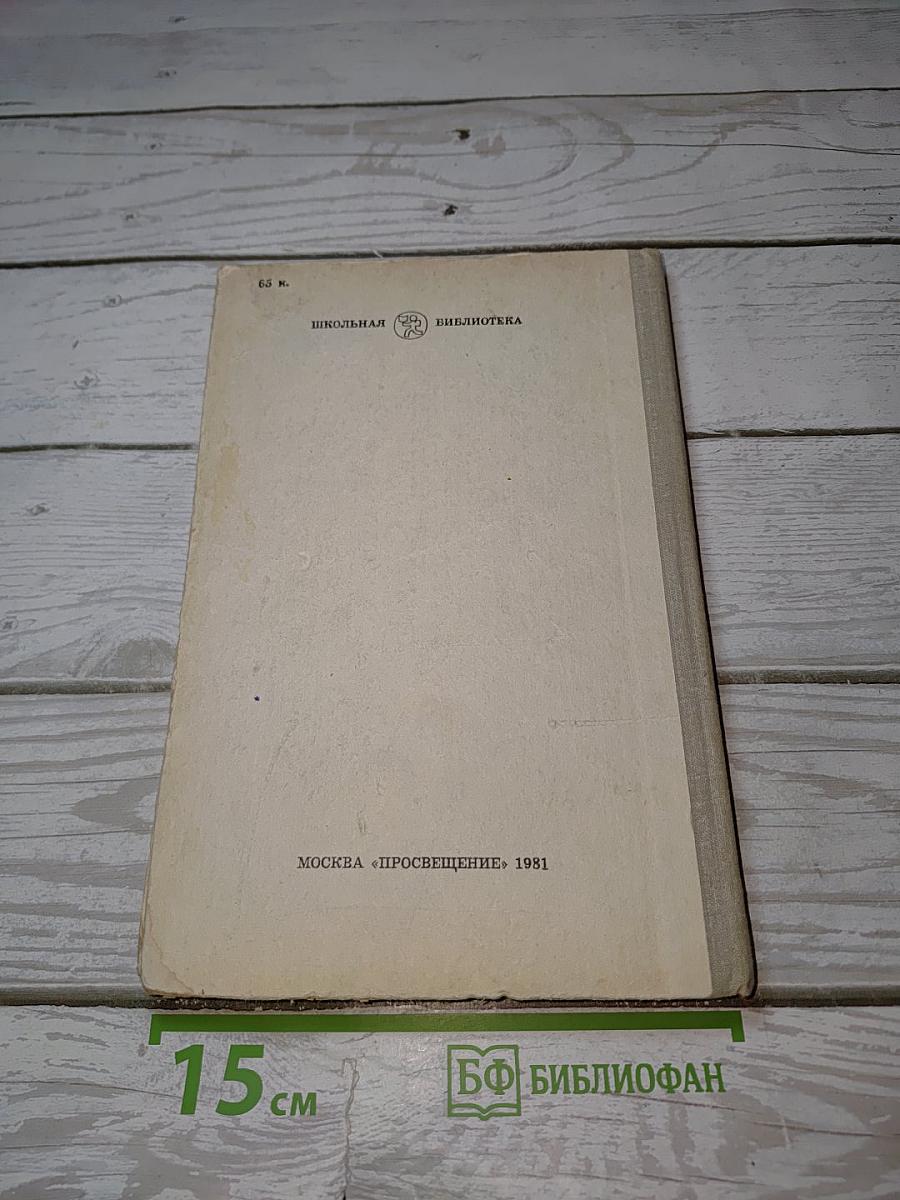 65 к.
ШКОЛЬНАЯ БИБЛИОТЕКА
МОСКВА «ПРОСВЕЩЕНИЕ» 1981
15 см
БФ БИБЛИОФАН